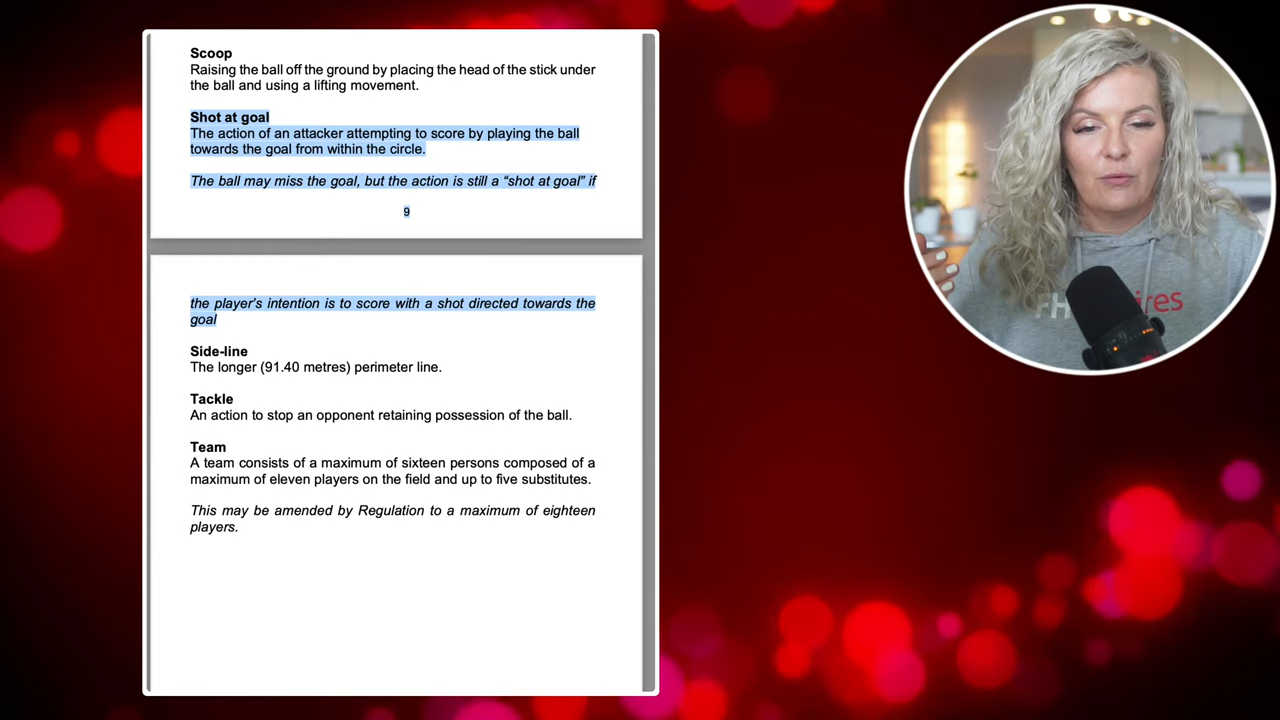 Scoop
Raising the ball off the ground by placing the head of the stick under
the ball and using a lifting movement.
Shot at goal
The action of an attacker attempting to score by playing the ball
towards the goal from within the circle.
The ball may miss the goal, but the action is still a “shot at goal” if
9
the player’s intention is to score with a shot directed towards the
goal
Side-line
The longer (91.40 metres) perimeter line.
Tackle
An action to stop an opponent retaining possession of the ball.
Team
A team consists of a maximum of sixteen persons composed of a
maximum of eleven players on the field and up to five substitutes.
This may be amended by Regulation to a maximum of eighteen
players.